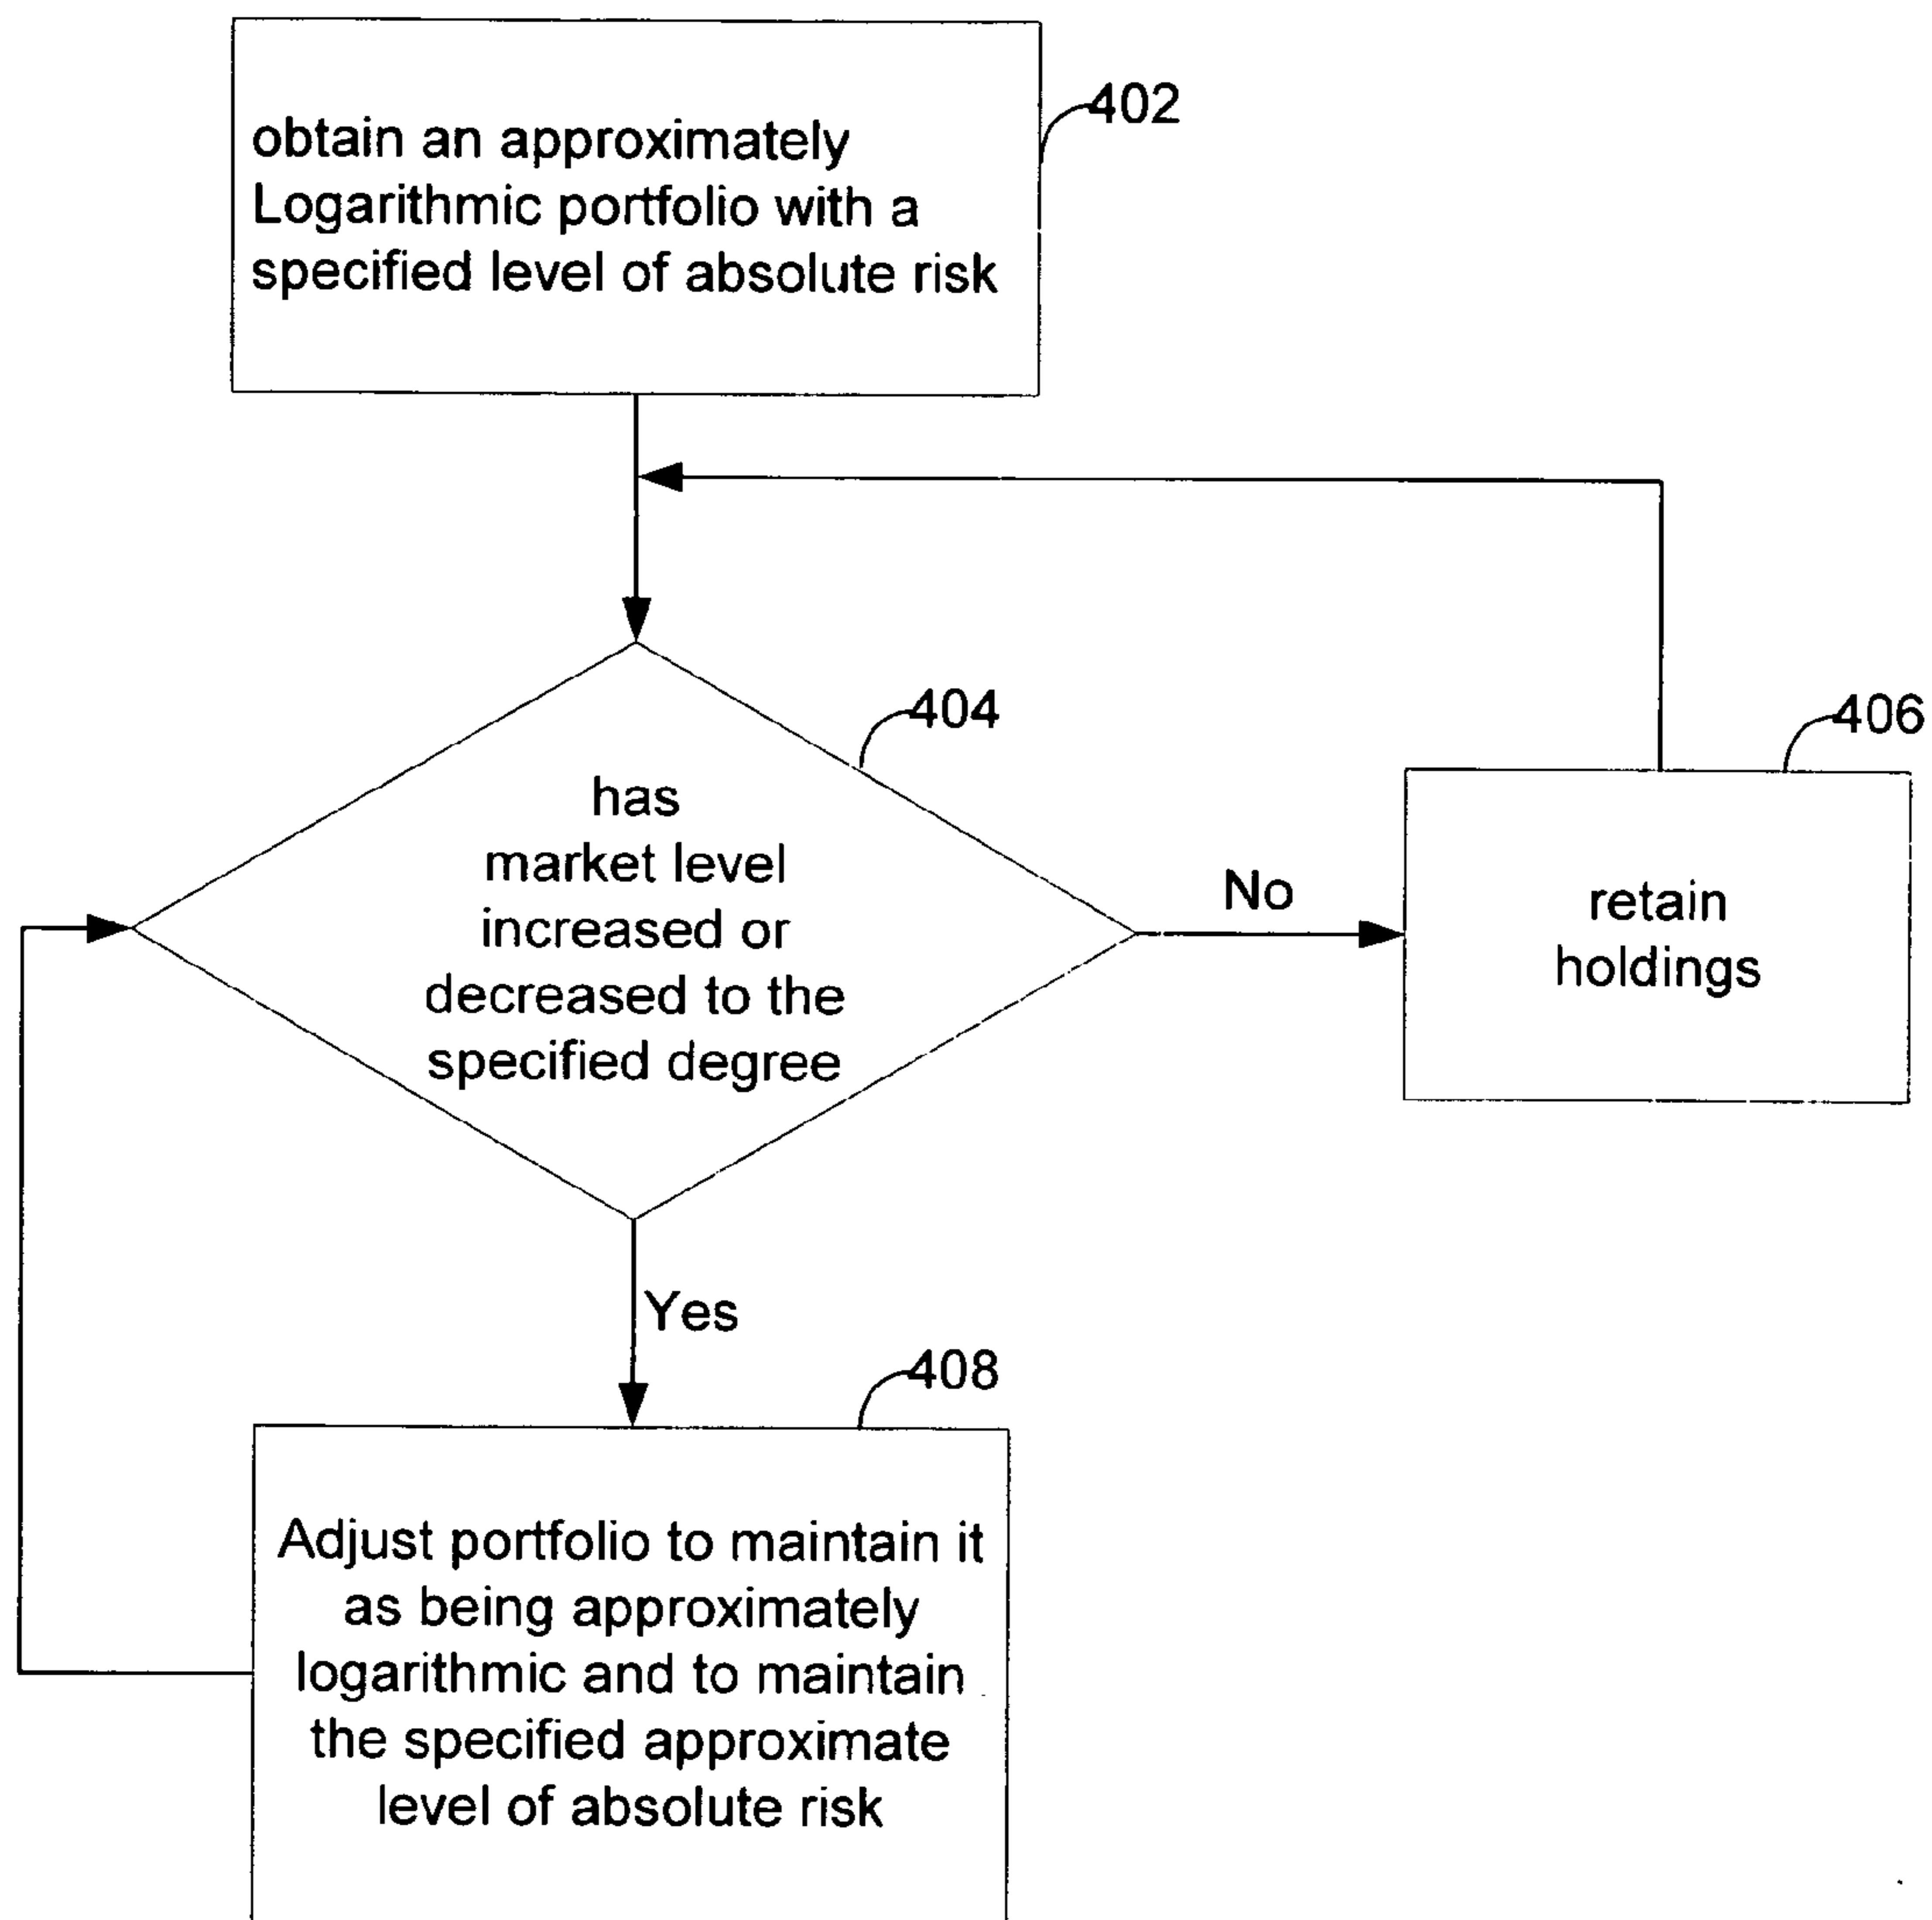 obtain an approximately
Logarithmic portfolio with a
specified level of absolute risk
402
404
has
market level
increased or
decreased to the
specified degree
No
406
retain
holdings
Yes
408
Adjust portfolio to maintain it
as being approximately
logarithmic and to maintain
the specified approximate
level of absolute risk